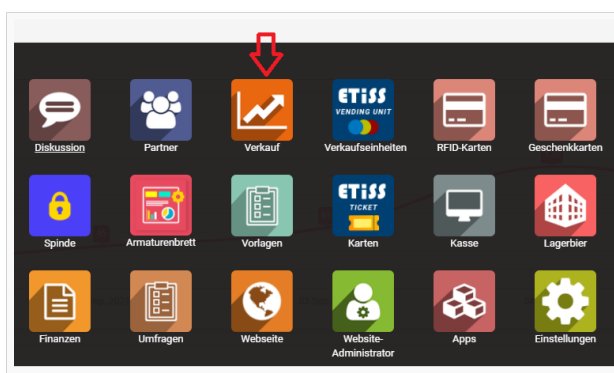 Diskussion
Partner
Verkauf
ETiSS
VENDING UNIT
Verkaufseinheiten
RFID-Karten
Geschenkkarten
Spinde
Armaturenbrett
Vorlagen
ETiSS
TICKET
Karten
Kasse
Lagerbier
Finanzen
Umfragen
Webseite
Website-
Administrator
Apps
Einstellungen